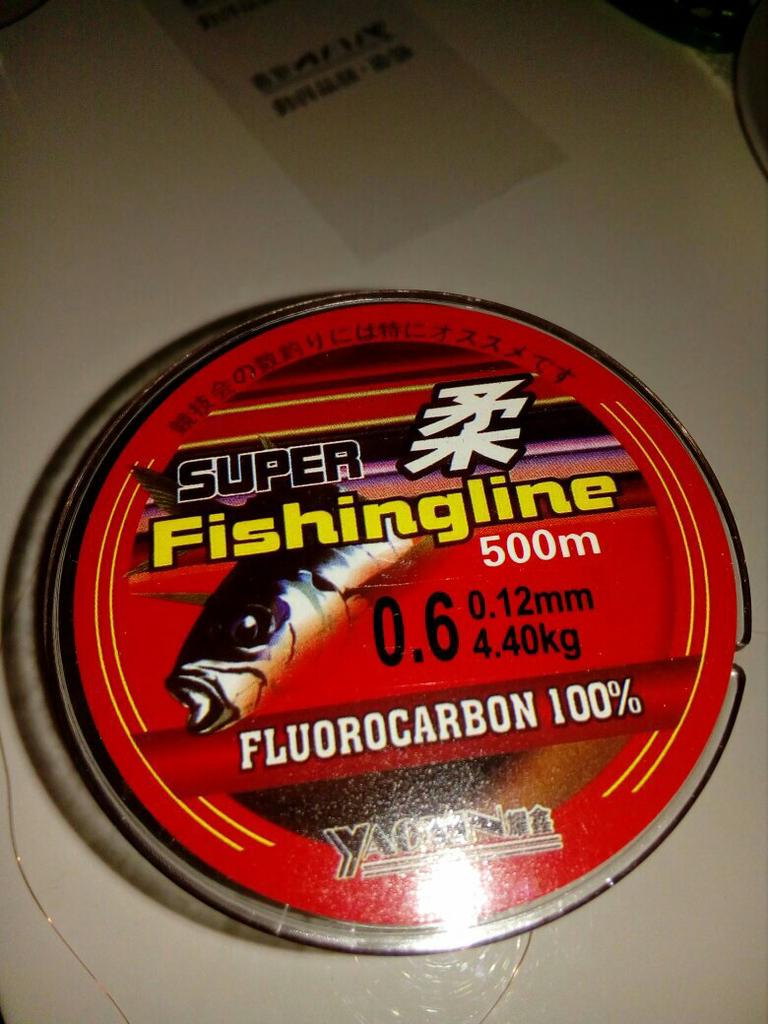 競技会の数釣りには特にオススメです
柔
SUPER
Fishingline
500m
0.6
0.12mm
4.40kg
FLUOROCARBON 100%